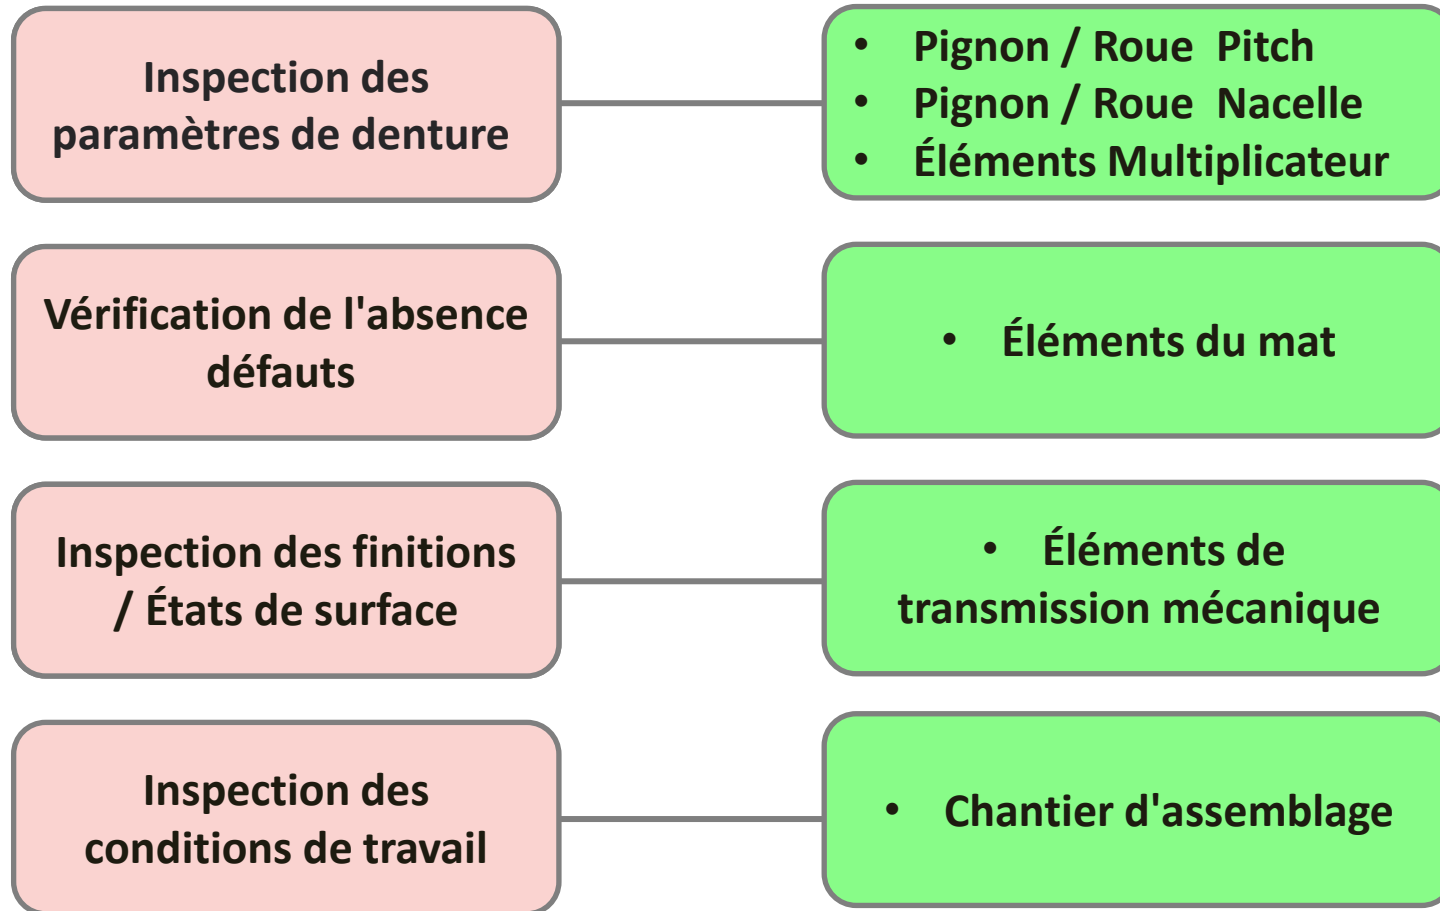 Inspection des
paramètres de denture
• Pignon / Roue Pitch
• Pignon / Roue Nacelle
• Éléments Multiplicateur
Vérification de l'absence
défauts
• Éléments du mat
Inspection des finitions
/ États de surface
• Éléments de
transmission mécanique
Inspection des
conditions de travail
• Chantier d'assemblage